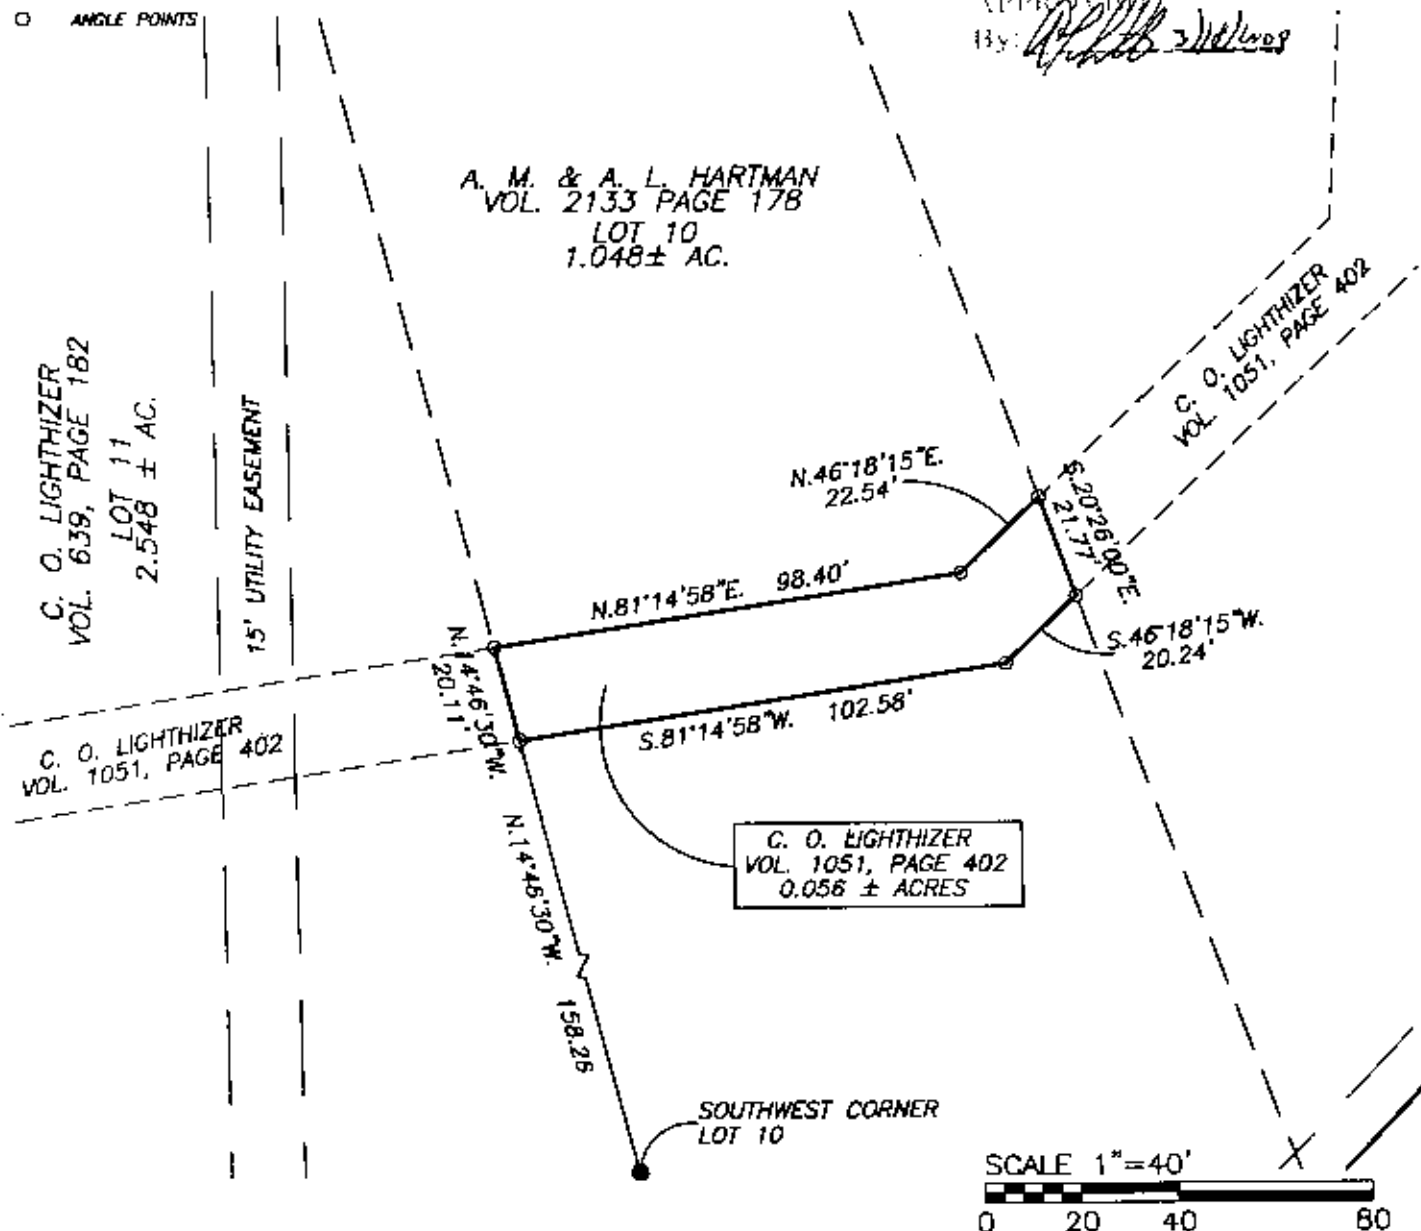 ANGLE POINTS
By:
A. M. & A. L. HARTMAN
VOL. 2133 PAGE 178
LOT 10
1.048± AC.
C. O. LIGHTHIZER
VOL. 639, PAGE 182
LOT 11
2.548 ± AC.
15' UTILITY EASEMENT
C. O. LIGHTHIZER
VOL. 1051, PAGE 402
N.46°18'15"E.
22.54'
S.20°26'00"E.
21.77'
N.81°14'58"E. 98.40'
S.46°18'15"W.
20.24'
N.14°46'30"W.
20.11'
S.81°14'58"W. 102.58'
C. O. LIGHTHIZER
VOL. 1051, PAGE 402
C. O. LIGHTHIZER
VOL. 1051, PAGE 402
0.056 ± ACRES
N.14°46'30"W. 158.26
SOUTHWEST CORNER
LOT 10
SCALE 1"=40'
0 20 40 80